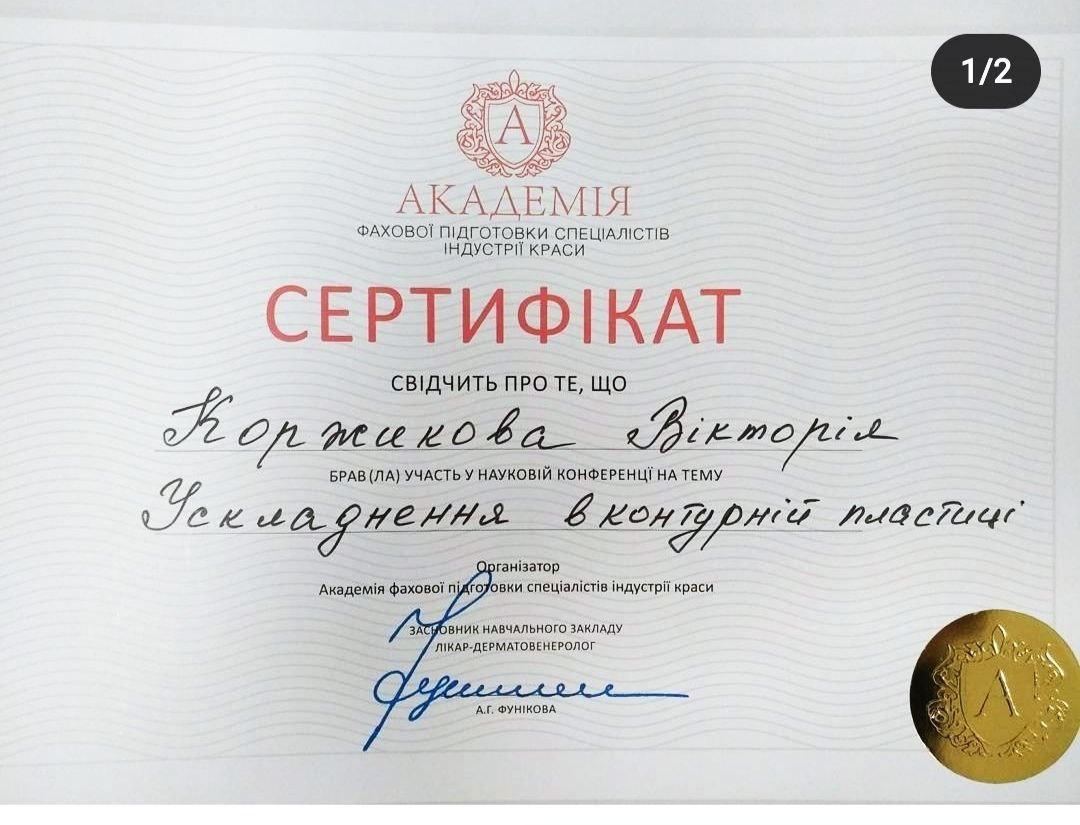 1/2
А
АКАДЕМІЯ
ФАХОВОЇ ПІДГОТОВКИ СПЕЦІАЛІСТІВ
ІНДУСТРІЇ КРАСИ
СЕРТИФІКАТ
СВІДЧИТЬ ПРО ТЕ, ЩО
Коржикова Вікторія
БРАВ(ЛА) УЧАСТЬ У НАУКОВІЙ КОНФЕРЕНЦІЇ НА ТЕМУ
Ускладнення в контурній пластиці
Організатор
Академія фахової підготовки спеціалістів індустрії краси
ЗАСНОВНИК НАВЧАЛЬНОГО ЗАКЛАДУ
ЛІКАР-ДЕРМАТОВЕНЕРОЛОГ
А.Г. ФУНІКОВА
А